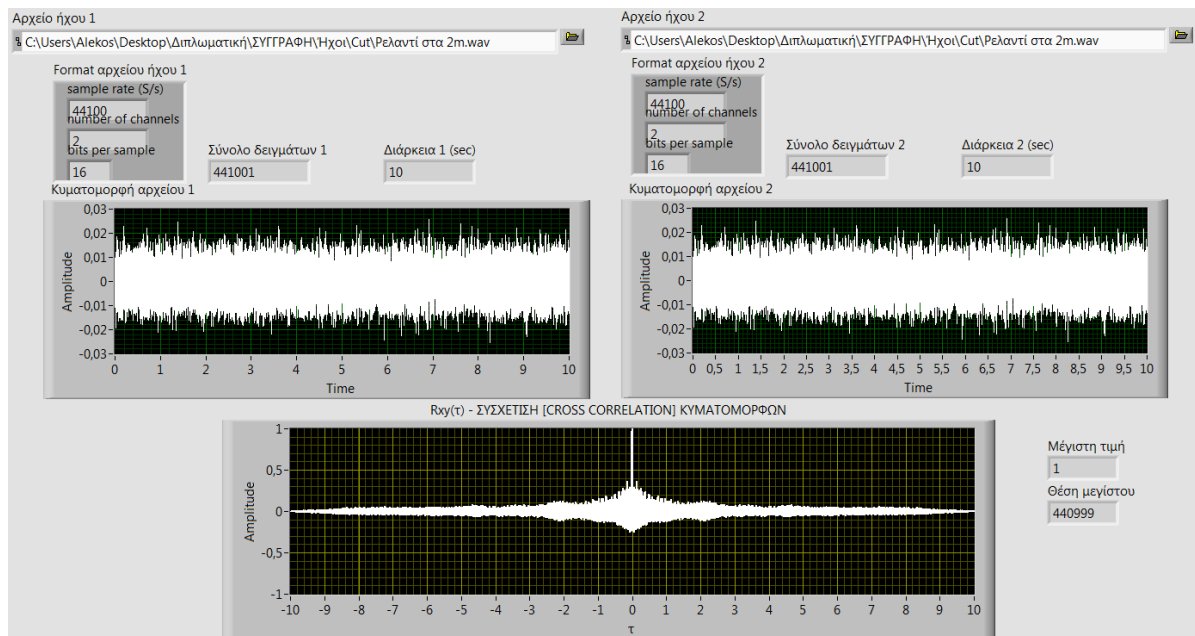 Αρχείο ήχου 1
C:\Users\Alekos\Desktop\Διπλωματική\ΣΥΓΓΡΑΦΗ\Ήχοι\Cut\Ρελαντί στα 2m.wav
Format αρχείου ήχου 1
sample rate (S/s)
44100
number of channels
2
bits per sample
16
Σύνολο δειγμάτων 1
441001
Διάρκεια 1 (sec)
10
Κυματομορφή αρχείου 1
0,03
0,02
0,01
0
-0,01
-0,02
-0,03
Amplitude
0 1 2 3 4 5 6 7 8 9 10
Time
Αρχείο ήχου 2
C:\Users\Alekos\Desktop\Διπλωματική\ΣΥΓΓΡΑΦΗ\Ήχοι\Cut\Ρελαντί στα 2m.wav
Format αρχείου ήχου 2
sample rate (S/s)
44100
number of channels
2
bits per sample
16
Σύνολο δειγμάτων 2
441001
Διάρκεια 2 (sec)
10
Κυματομορφή αρχείου 2
0,03
0,02
0,01
0
-0,01
-0,02
-0,03
Amplitude
0 0,5 1 1,5 2 2,5 3 3,5 4 4,5 5 5,5 6 6,5 7 7,5 8 8,5 9 9,5 10
Time
Rxy(τ) - ΣΥΣΧΕΤΙΣΗ [CROSS CORRELATION] ΚΥΜΑΤΟΜΟΡΦΩΝ
1
0,5
0
-0,5
-1
Amplitude
-10 -9 -8 -7 -6 -5 -4 -3 -2 -1 0 1 2 3 4 5 6 7 8 9 10
τ
Μέγιστη τιμή
1
Θέση μεγίστου
440999